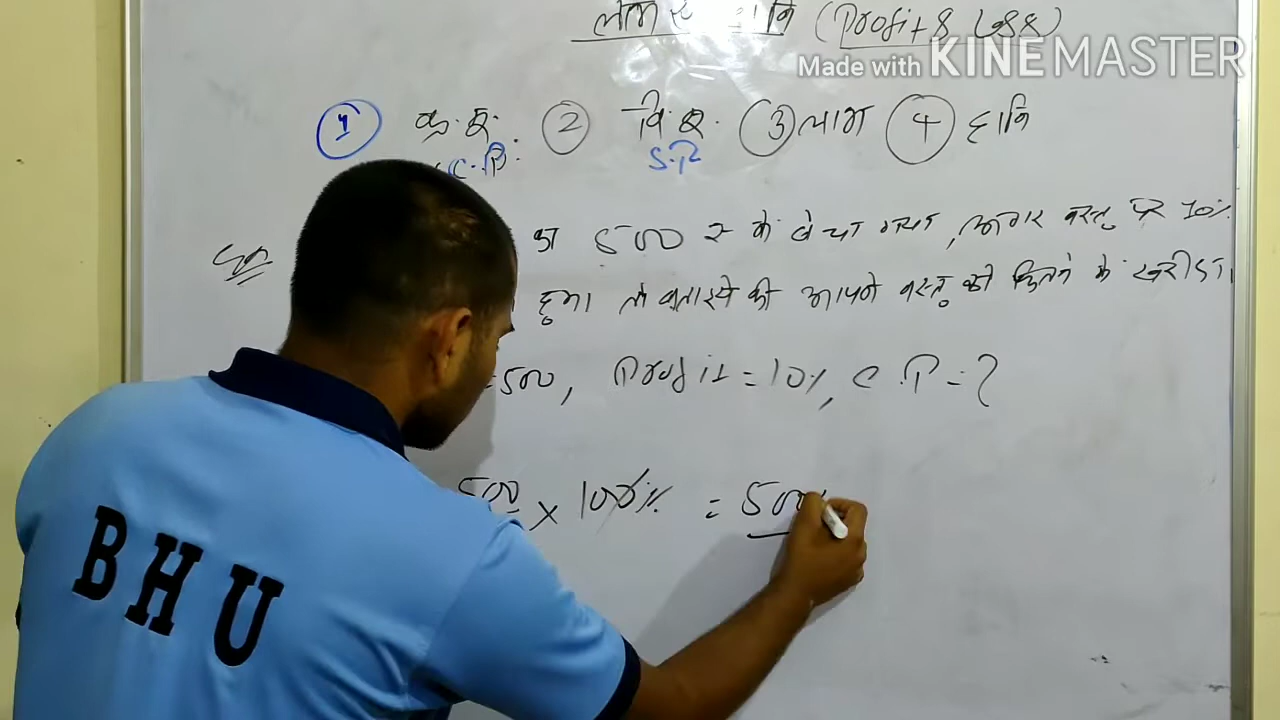 लाभ हानि (Profit & Loss)
Made with KINEMASTER
1 क्र. मू. 2 वि. मू. 3 लाभ 4 हानि
C.P. S.P.
500 रु में बेचा गया, अगर वस्तु पर 10%
हुआ तो बताइये की आपने वस्तु को कितने में खरीदा।
=500, Profit = 10%, C.P = ?
500 × 100% = 500
BHU